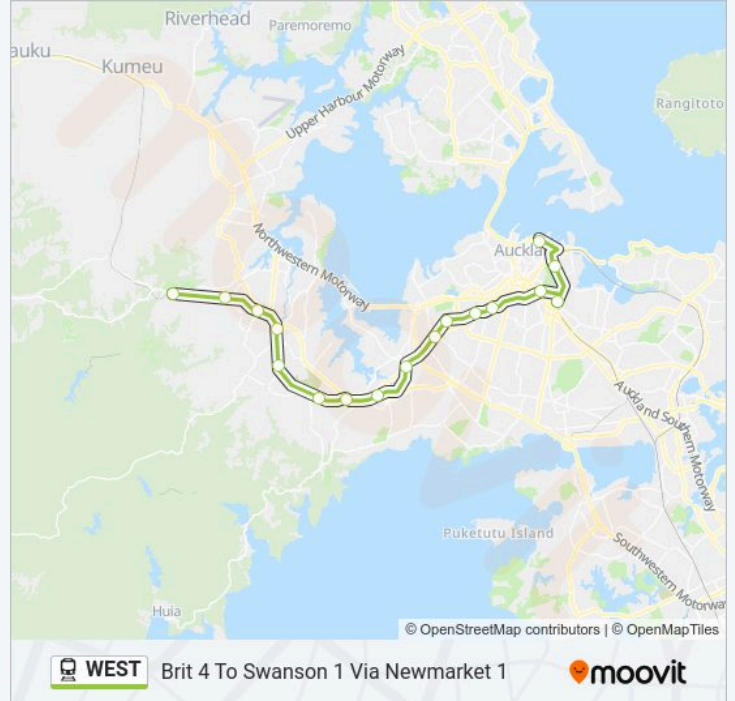 Riverhead
Paremoremo
auku
Kumeu
Upper Harbour Motorway
Rangitoto
Northwestern Motorway
Auckla
Auckland Southern Motorway
Puketutu Island
Southwestern Motorway
Huia
© OpenStreetMap contributors | © OpenMapTiles
WEST Brit 4 To Swanson 1 Via Newmarket 1 moovit